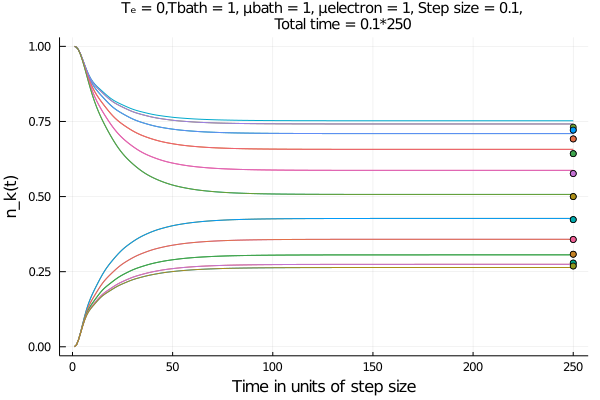 Tₑ = 0,Tbath = 1, μbath = 1, μelectron = 1, Step size = 0.1,
Total time = 0.1*250
n_k(t)
1.00
0.75
0.50
0.25
0.00
0 50 100 150 200 250
Time in units of step size